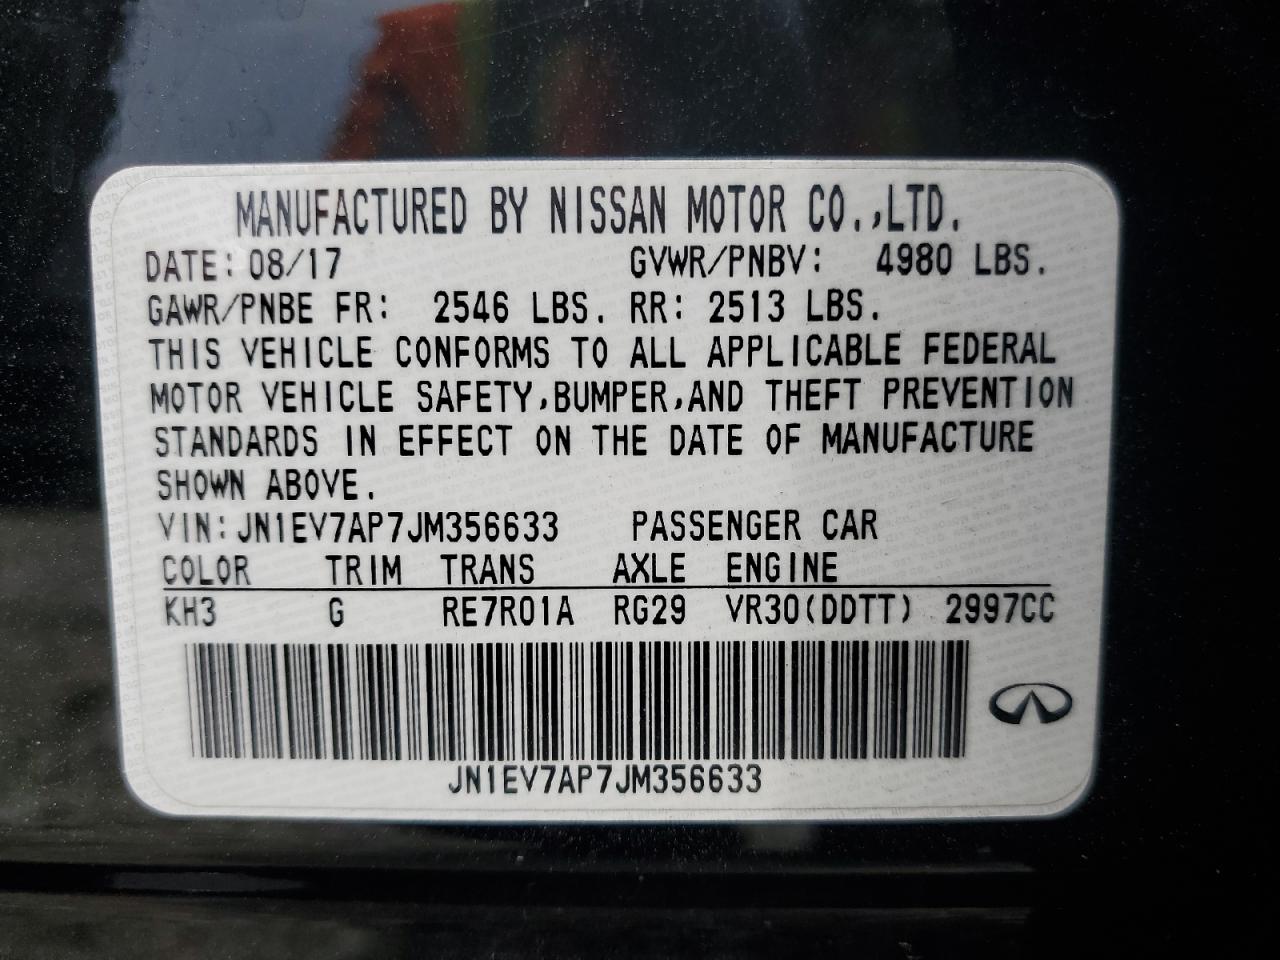 MANUFACTURED BY NISSAN MOTOR CO.,LTD.
DATE: 08/17 GVWR/PNBV: 4980 LBS.
GAWR/PNBE FR: 2546 LBS. RR: 2513 LBS.
THIS VEHICLE CONFORMS TO ALL APPLICABLE FEDERAL
MOTOR VEHICLE SAFETY,BUMPER,AND THEFT PREVENTION
STANDARDS IN EFFECT ON THE DATE OF MANUFACTURE
SHOWN ABOVE.
VIN:JN1EV7AP7JM356633 PASSENGER CAR
COLOR TRIM TRANS AXLE ENGINE
KH3 G RE7R01A RG29 VR30(DDTT) 2997CC
JN1EV7AP7JM356633